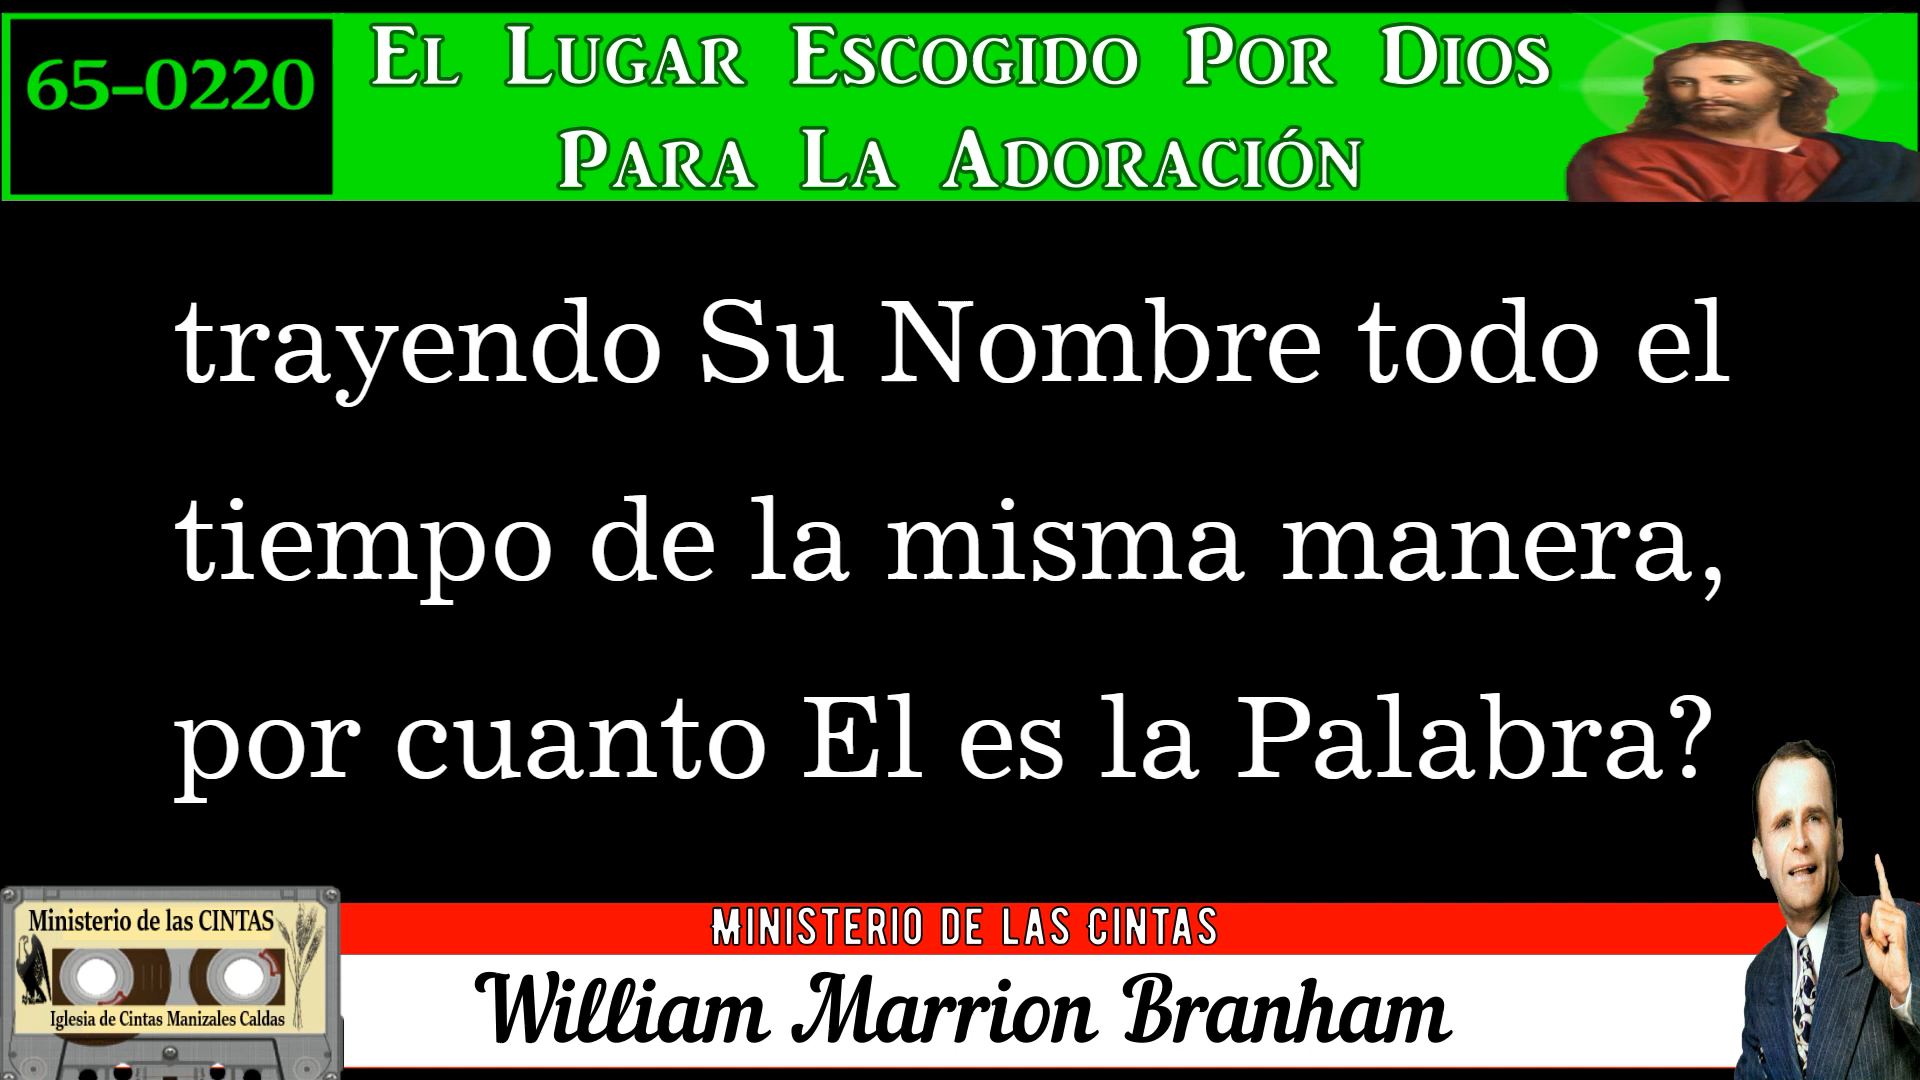 65-0220
El Lugar Escogido Por Dios
Para La Adoración
trayendo Su Nombre todo el
tiempo de la misma manera,
por cuanto El es la Palabra?
Ministerio de las CINTAS
Iglesia de Cintas Manizales Caldas
MINISTERIO DE LAS CINTAS
William Marrion Branham